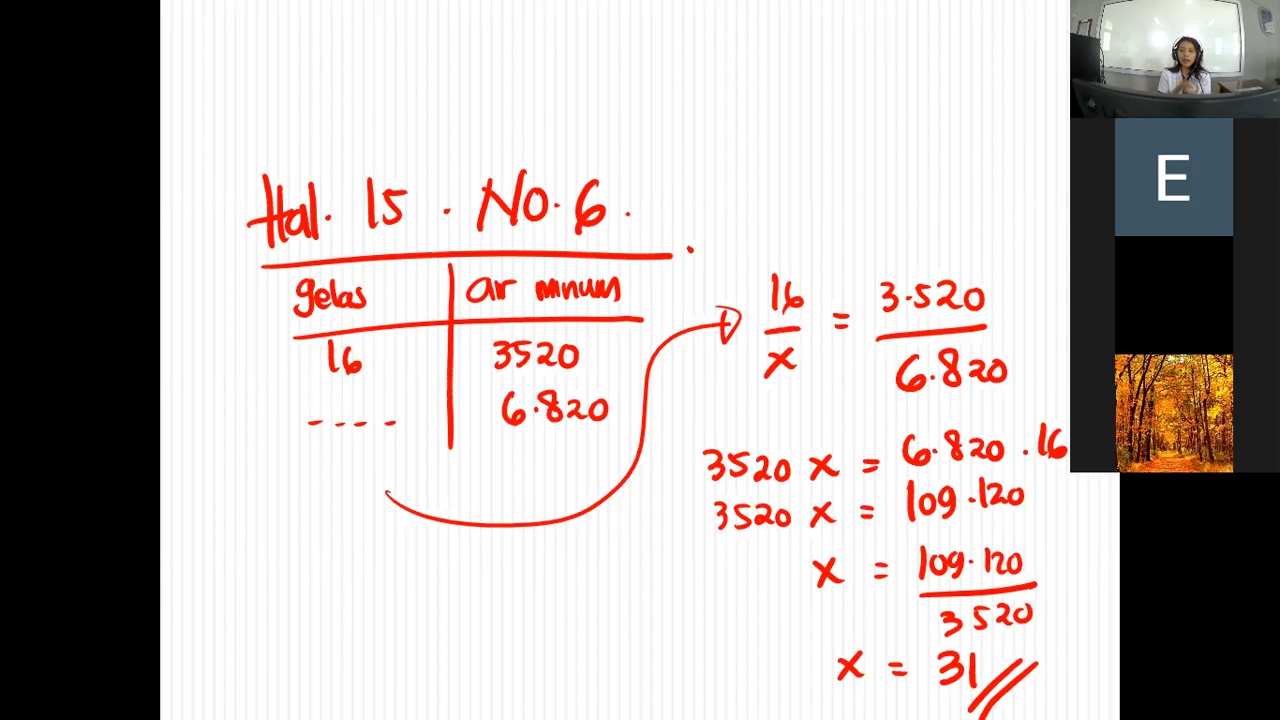 Hal. 15 . No. 6 .
gelas air minum
16 3520
.... 6.820
16/x = 3.520/6.820
3520 x = 6.820 . 16
3520 x = 109.120
x = 109.120/3520
x = 31
E